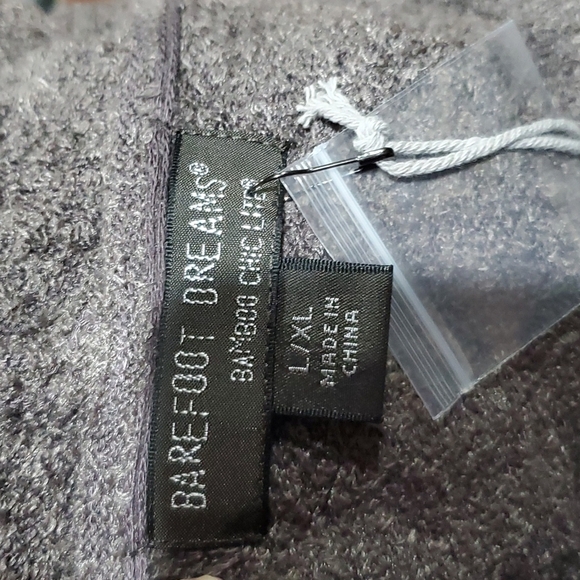 BAREFOOT DREAMS®
BAMBOO CHIC LITE®
L/XL
MADE IN
CHINA